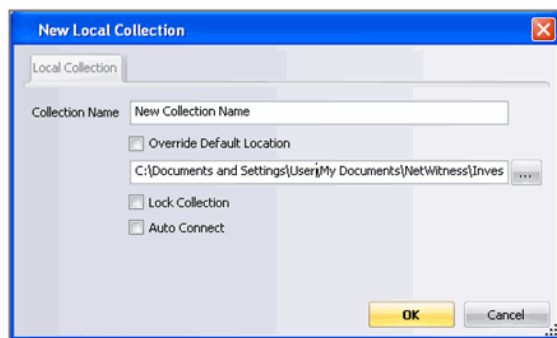 New Local Collection
Local Collection
Collection Name New Collection Name
Override Default Location
C:\Documents and Settings\User\My Documents\NetWitness\Inves ...
Lock Collection
Auto Connect
OK Cancel